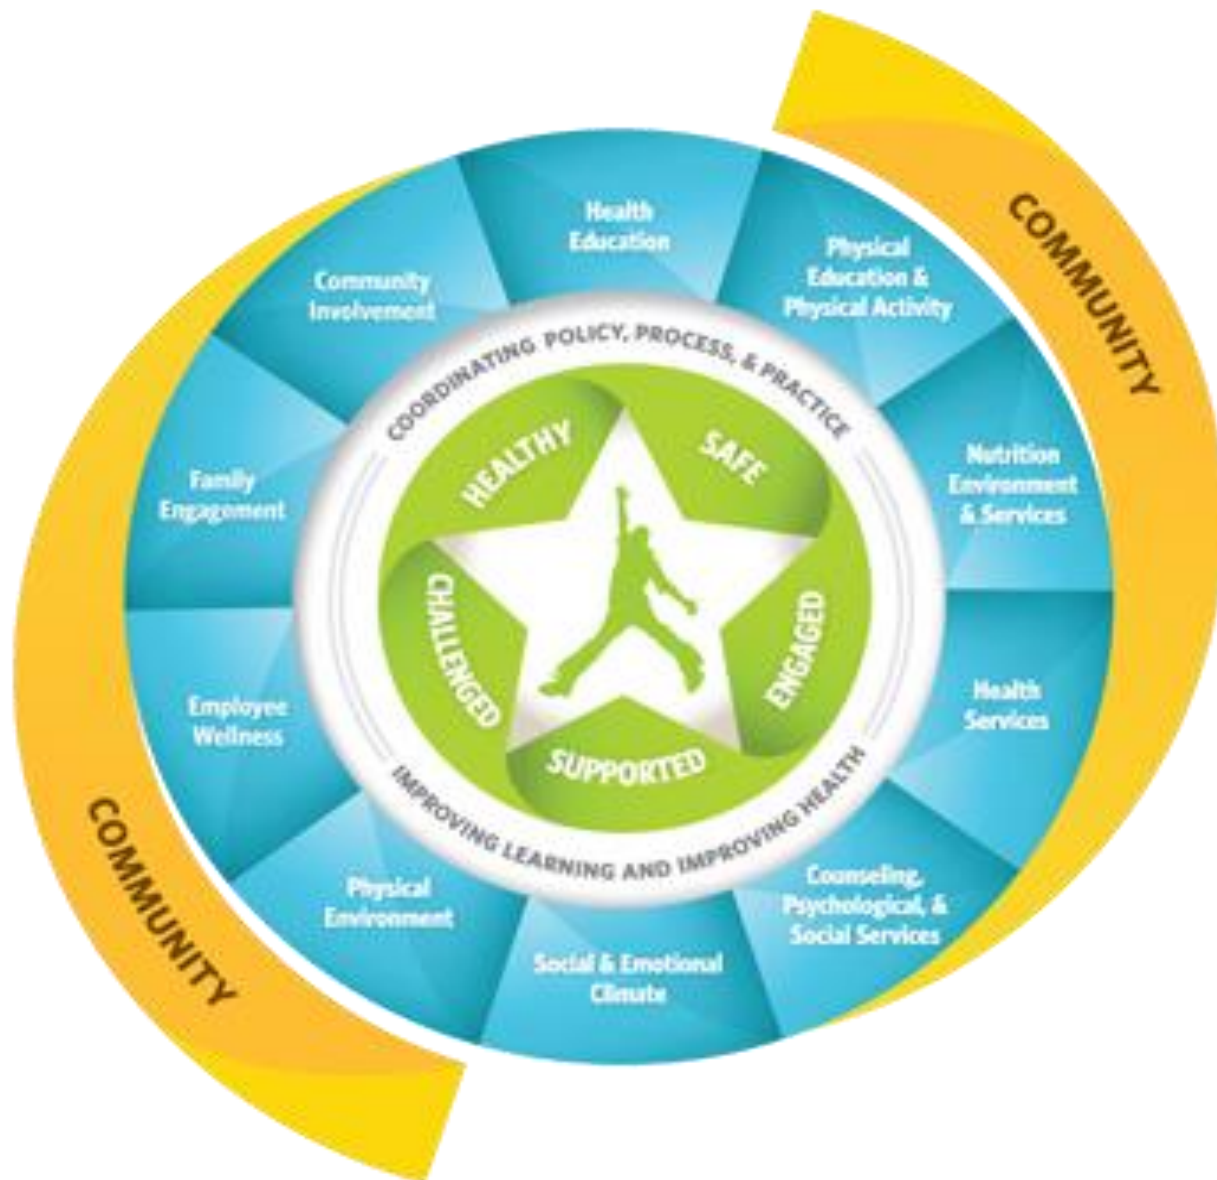 COMMUNITY
Health
Education
Physical
Education &
Physical Activity
Nutrition
Environment
& Services
Health
Services
Counseling,
Psychological, &
Social Services
Social & Emotional
Climate
Physical
Environment
Employee
Wellness
Family
Engagement
Community
Involvement
COORDINATING POLICY, PROCESS, & PRACTICE
IMPROVING LEARNING AND IMPROVING HEALTH
HEALTHY
SAFE
ENGAGED
SUPPORTED
CHALLENGED
COMMUNITY